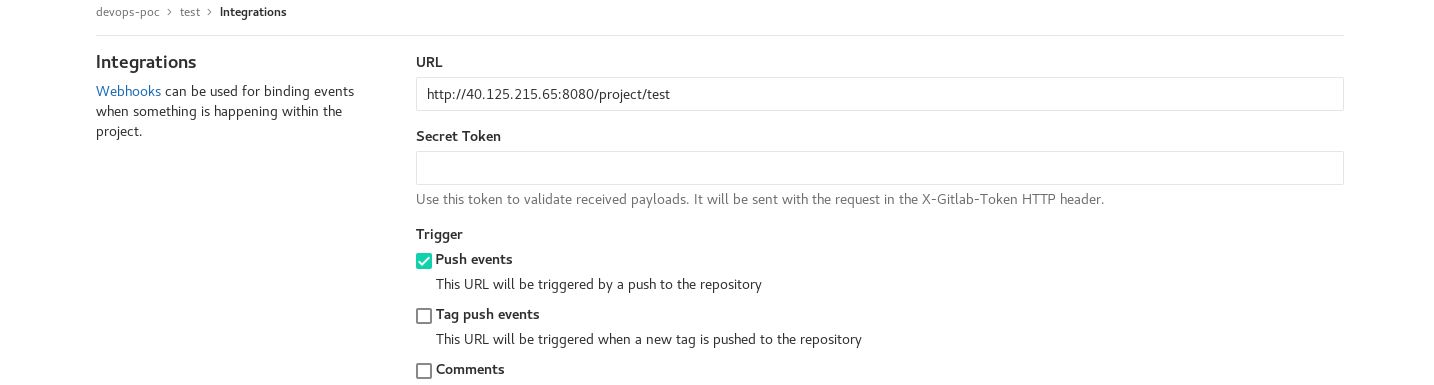 devops-poc > test > Integrations
Integrations
Webhooks can be used for binding events
when something is happening within the
project.
URL
http://40.125.215.65:8080/project/test
Secret Token
Use this token to validate received payloads. It will be sent with the request in the X-Gitlab-Token HTTP header.
Trigger
Push events
This URL will be triggered by a push to the repository
Tag push events
This URL will be triggered when a new tag is pushed to the repository
Comments